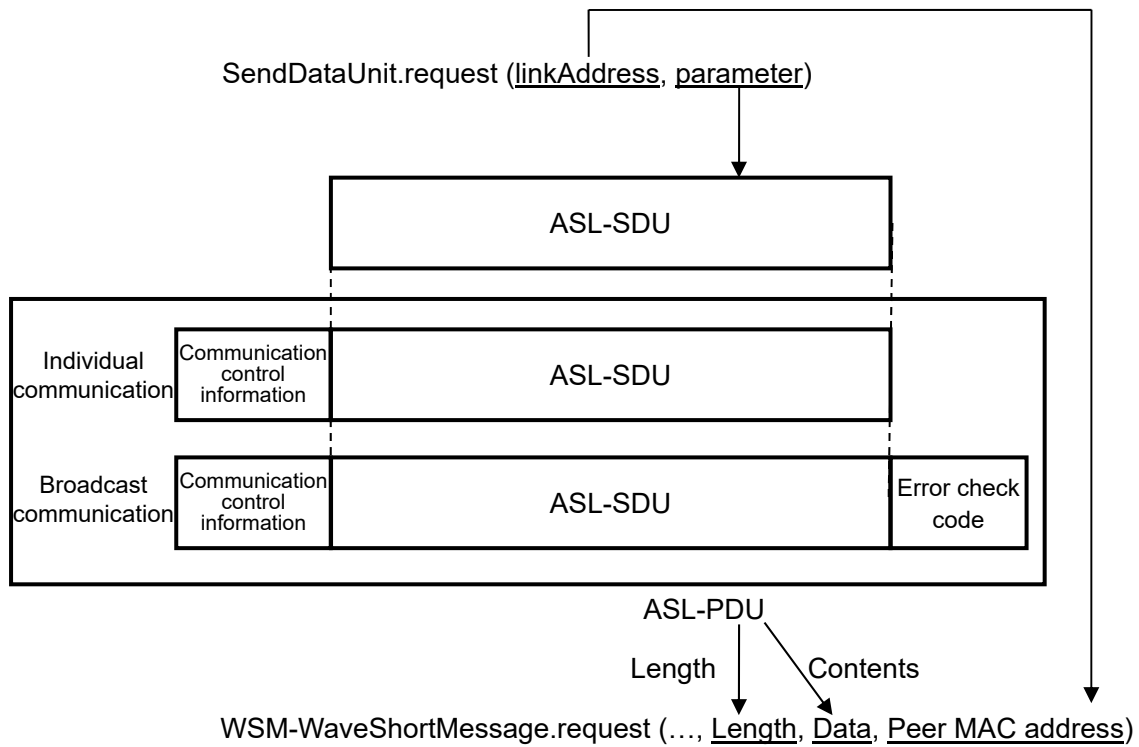 SendDataUnit.request (linkAddress, parameter)
ASL-SDU
Individual
communication
Communication
control
information
ASL-SDU
Broadcast
communication
Communication
control
information
ASL-SDU
Error check
code
ASL-PDU
Length
Contents
WSM-WaveShortMessage.request (…, Length, Data, Peer MAC address)